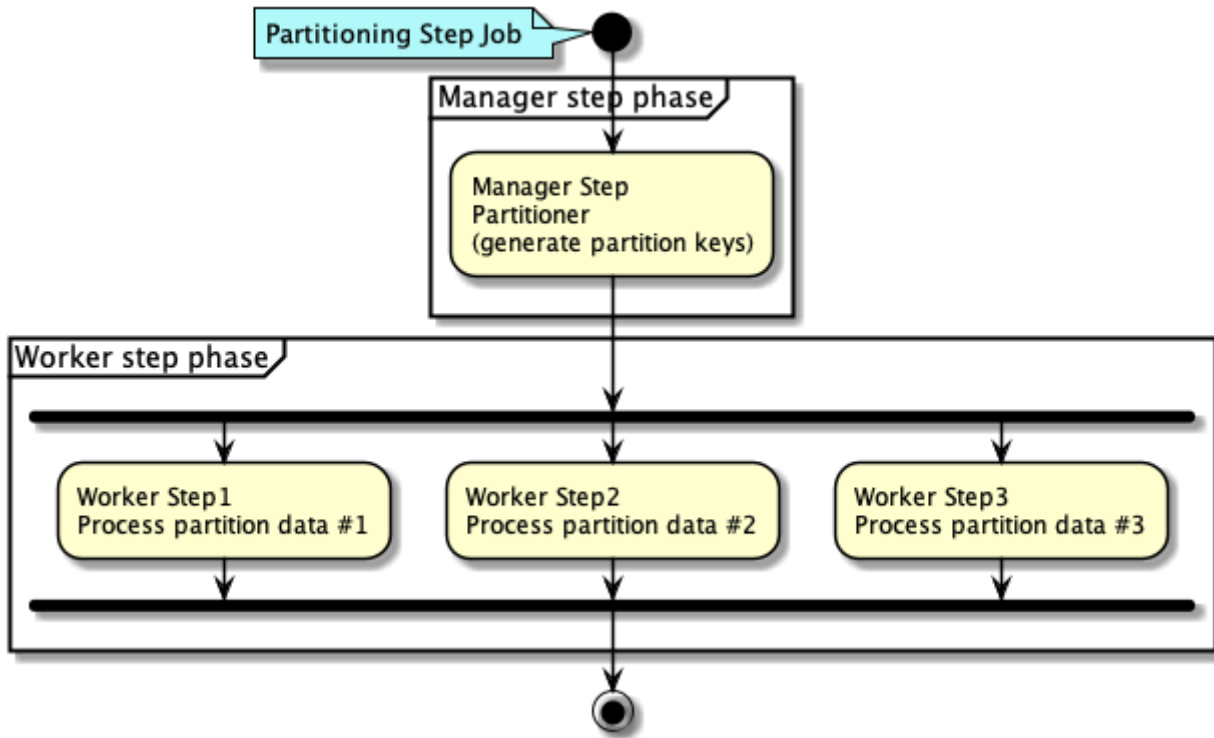 Partitioning Step Job
Manager step phase
Manager Step
Partitioner
(generate partition keys)
Worker step phase
Worker Step1
Process partition data #1
Worker Step2
Process partition data #2
Worker Step3
Process partition data #3